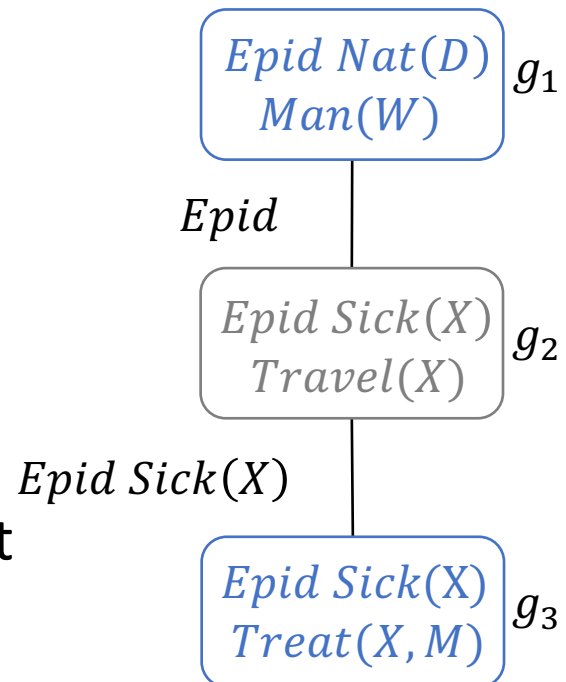 Epid Nat(D)
Man(W)
g₁
Epid
Epid Sick(X)
Travel(X)
g₂
Epid Sick(X)
t
Epid Sick(X)
Treat(X, M)
g₃